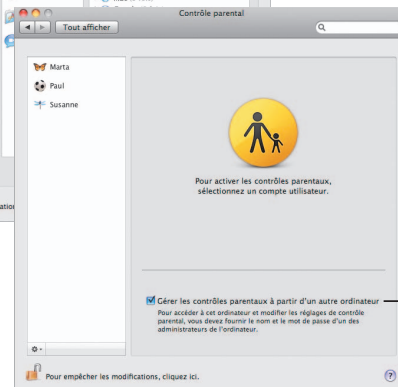 Contrôle parental
Tout afficher
Marta
Paul
Susanne
Pour activer les contrôles parentaux,
sélectionnez un compte utilisateur.
Gérer les contrôles parentaux à partir d'un autre ordinateur
Pour accéder à cet ordinateur et modifier les réglages de contrôle
parental, vous devez fournir le nom et le mot de passe d'un des
administrateurs de l'ordinateur.
Pour empêcher les modifications, cliquez ici.
?